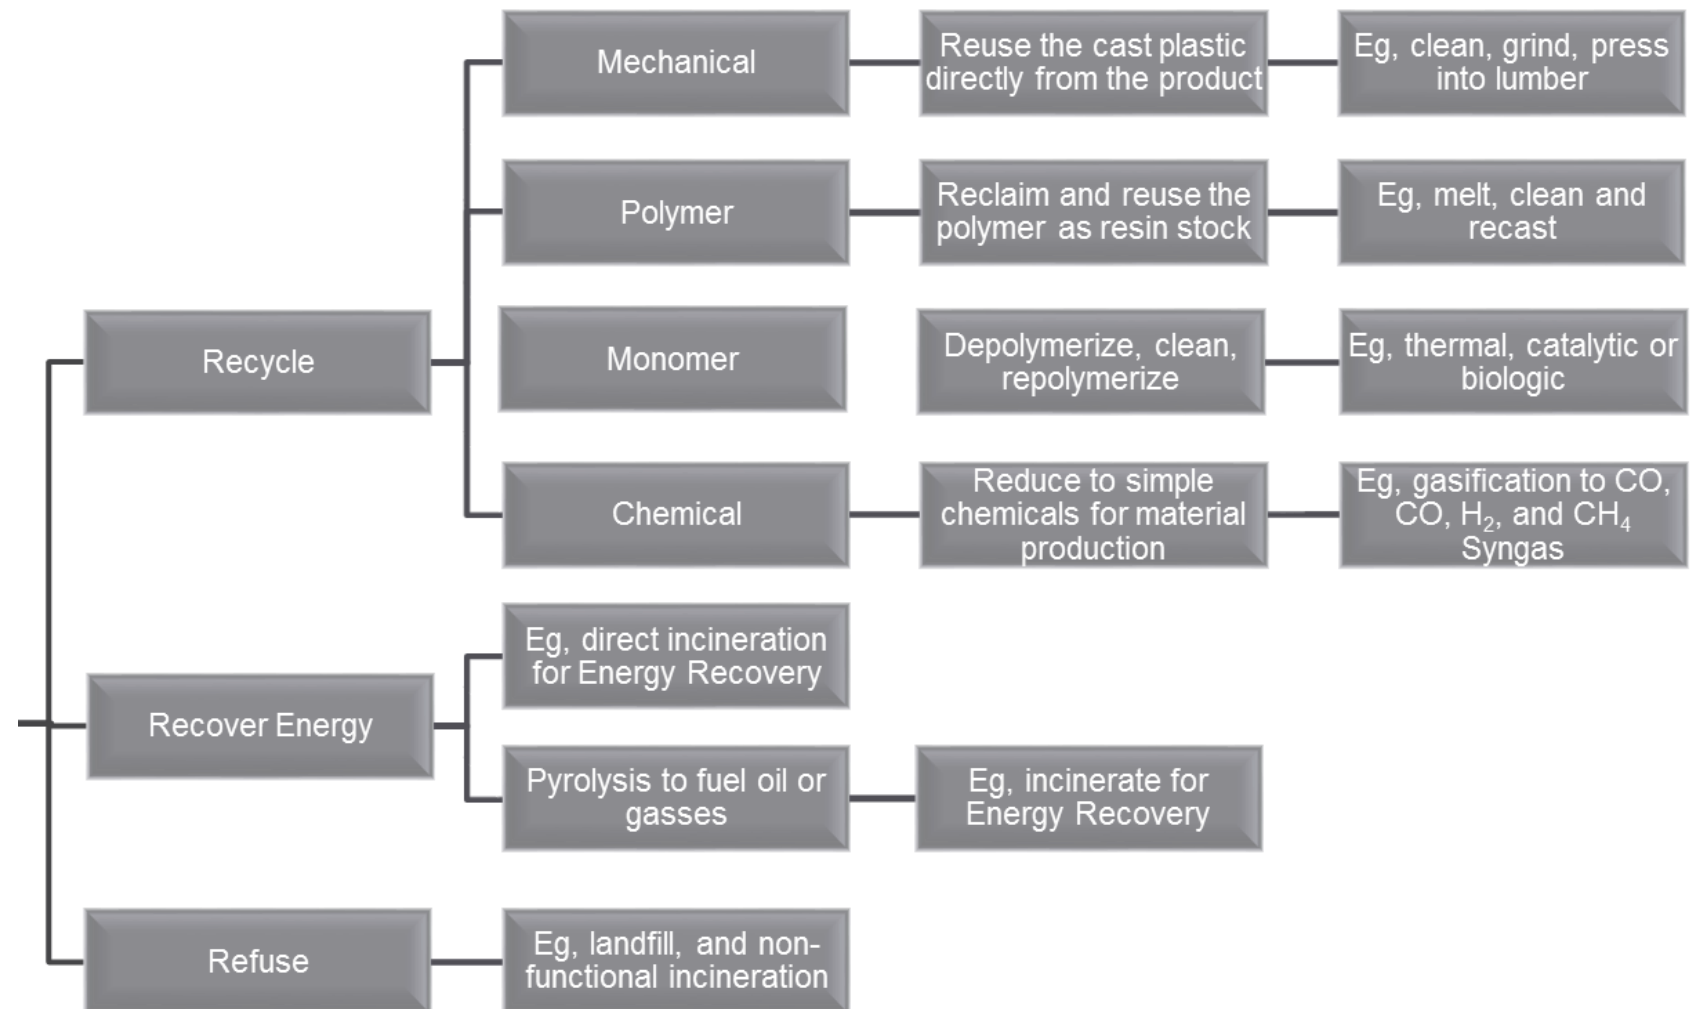 Mechanical
Reuse the cast plastic
directly from the product
Eg, clean, grind, press
into lumber
Polymer
Reclaim and reuse the
polymer as resin stock
Eg, melt, clean and
recast
Recycle
Monomer
Depolymerize, clean,
repolymerize
Eg, thermal, catalytic or
biologic
Chemical
Reduce to simple
chemicals for material
production
Eg, gasification to CO,
CO, H₂, and CH₄
Syngas
Recover Energy
Eg, direct incineration
for Energy Recovery
Pyrolysis to fuel oil or
gasses
Eg, incinerate for
Energy Recovery
Refuse
Eg, landfill, and non-
functional incineration